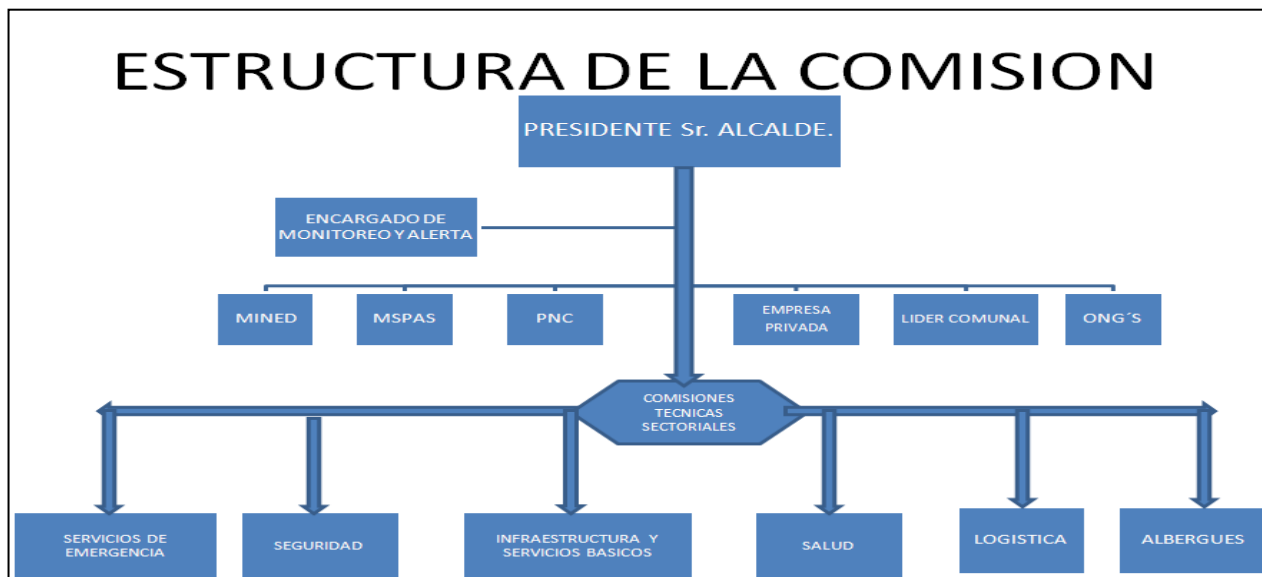 ESTRUCTURA DE LA COMISION
PRESIDENTE Sr. ALCALDE.
ENCARGADO DE
MONITOREO Y ALERTA
MINED
MSPAS
PNC
EMPRESA
PRIVADA
LIDER COMUNAL
ONG´S
COMISIONES
TECNICAS
SECTORIALES
SERVICIOS DE
EMERGENCIA
SEGURIDAD
INFRAESTRUCTURA Y
SERVICIOS BASICOS
SALUD
LOGISTICA
ALBERGUES